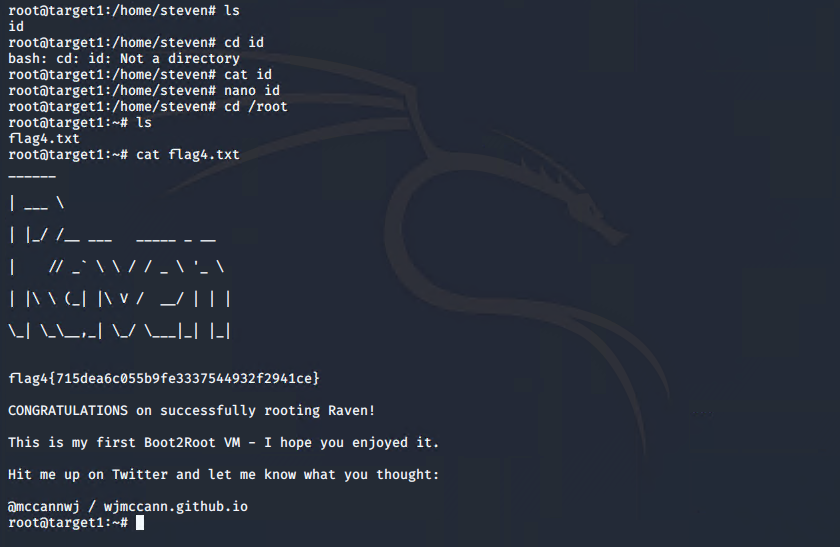 root@target1:/home/steven# ls
id
root@target1:/home/steven# cd id
bash: cd: id: Not a directory
root@target1:/home/steven# cat id
root@target1:/home/steven# nano id
root@target1:/home/steven# cd /root
root@target1:~# ls
flag4.txt
root@target1:~# cat flag4.txt
______
| ___ \
| |_/ /__ ___   _____ _ __
|    // _` \ \ / / _ \ '_ \
| |\ \ (_| |\ V /  __/ | | |
\_| \_\__,_| \_/ \___|_| |_|
flag4{715dea6c055b9fe3337544932f2941ce}
CONGRATULATIONS on successfully rooting Raven!
This is my first Boot2Root VM - I hope you enjoyed it.
Hit me up on Twitter and let me know what you thought:
@mccannwj / wjmccann.github.io
root@target1:~#